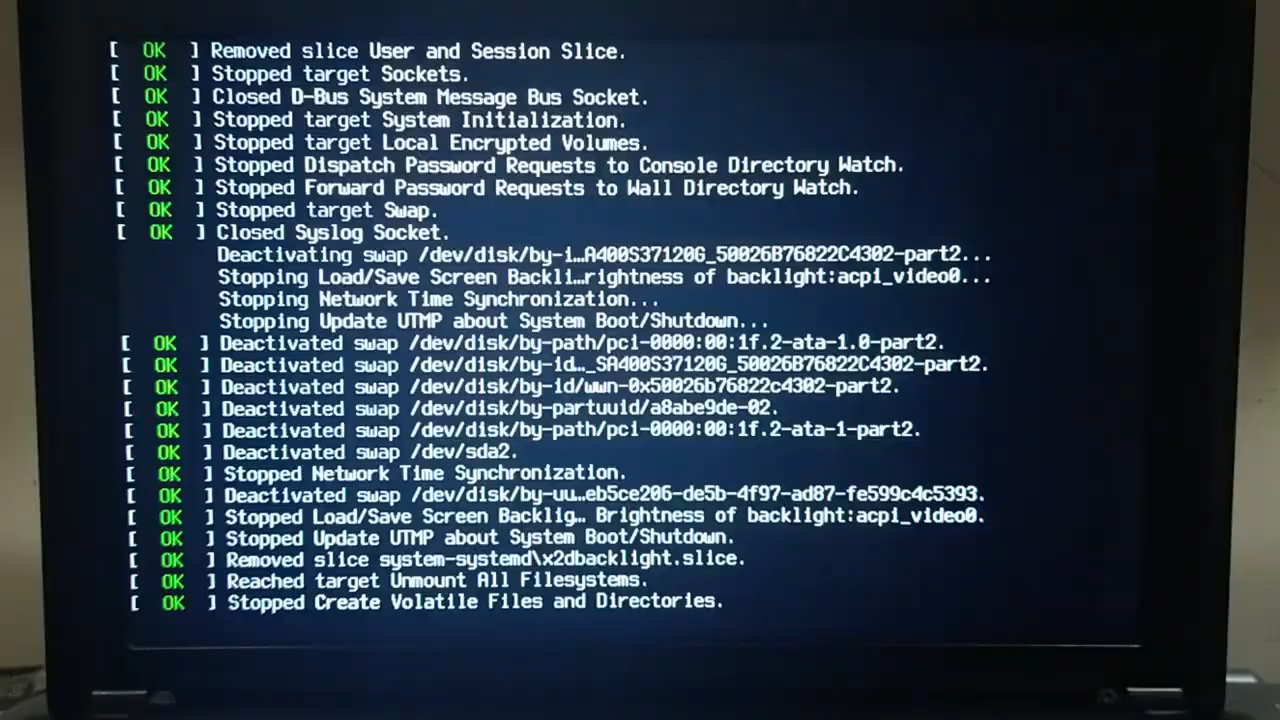 [  OK  ] Removed slice User and Session Slice.
[  OK  ] Stopped target Sockets.
[  OK  ] Closed D-Bus System Message Bus Socket.
[  OK  ] Stopped target System Initialization.
[  OK  ] Stopped target Local Encrypted Volumes.
[  OK  ] Stopped Dispatch Password Requests to Console Directory Watch.
[  OK  ] Stopped Forward Password Requests to Wall Directory Watch.
[  OK  ] Stopped target Swap.
[  OK  ] Closed Syslog Socket.
Deactivating swap /dev/disk/by-i…A400S37120G_50026B76822C4302-part2...
Stopping Load/Save Screen Backli…rightness of backlight:acpi_video0...
Stopping Network Time Synchronization...
Stopping Update UTMP about System Boot/Shutdown...
[  OK  ] Deactivated swap /dev/disk/by-path/pci-0000:00:1f.2-ata-1.0-part2.
[  OK  ] Deactivated swap /dev/disk/by-id…_SA400S37120G_50026B76822C4302-part2.
[  OK  ] Deactivated swap /dev/disk/by-id/wwn-0x50026b76822c4302-part2.
[  OK  ] Deactivated swap /dev/disk/by-partuuid/a8abe9de-02.
[  OK  ] Deactivated swap /dev/disk/by-path/pci-0000:00:1f.2-ata-1-part2.
[  OK  ] Deactivated swap /dev/sda2.
[  OK  ] Stopped Network Time Synchronization.
[  OK  ] Deactivated swap /dev/disk/by-uu…eb5ce206-de5b-4f97-ad87-fe599c4c5393.
[  OK  ] Stopped Load/Save Screen Backlig… Brightness of backlight:acpi_video0.
[  OK  ] Stopped Update UTMP about System Boot/Shutdown.
[  OK  ] Removed slice system-systemd\x2dbacklight.slice.
[  OK  ] Reached target Unmount All Filesystems.
[  OK  ] Stopped Create Volatile Files and Directories.